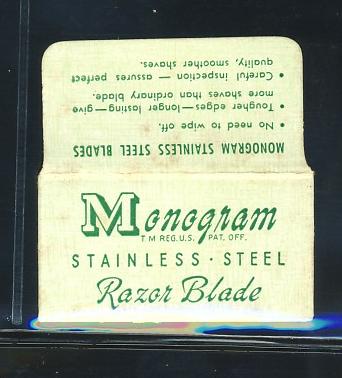 MONOGRAM STAINLESS STEEL BLADES
• No need to wipe off.
• Tougher edges—longer lasting—give
more shaves than ordinary blade.
• Careful inspection — assures perfect
quality, smoother shaves.
Monogram
T M REG. U.S. PAT. OFF.
STAINLESS · STEEL
Razor Blade